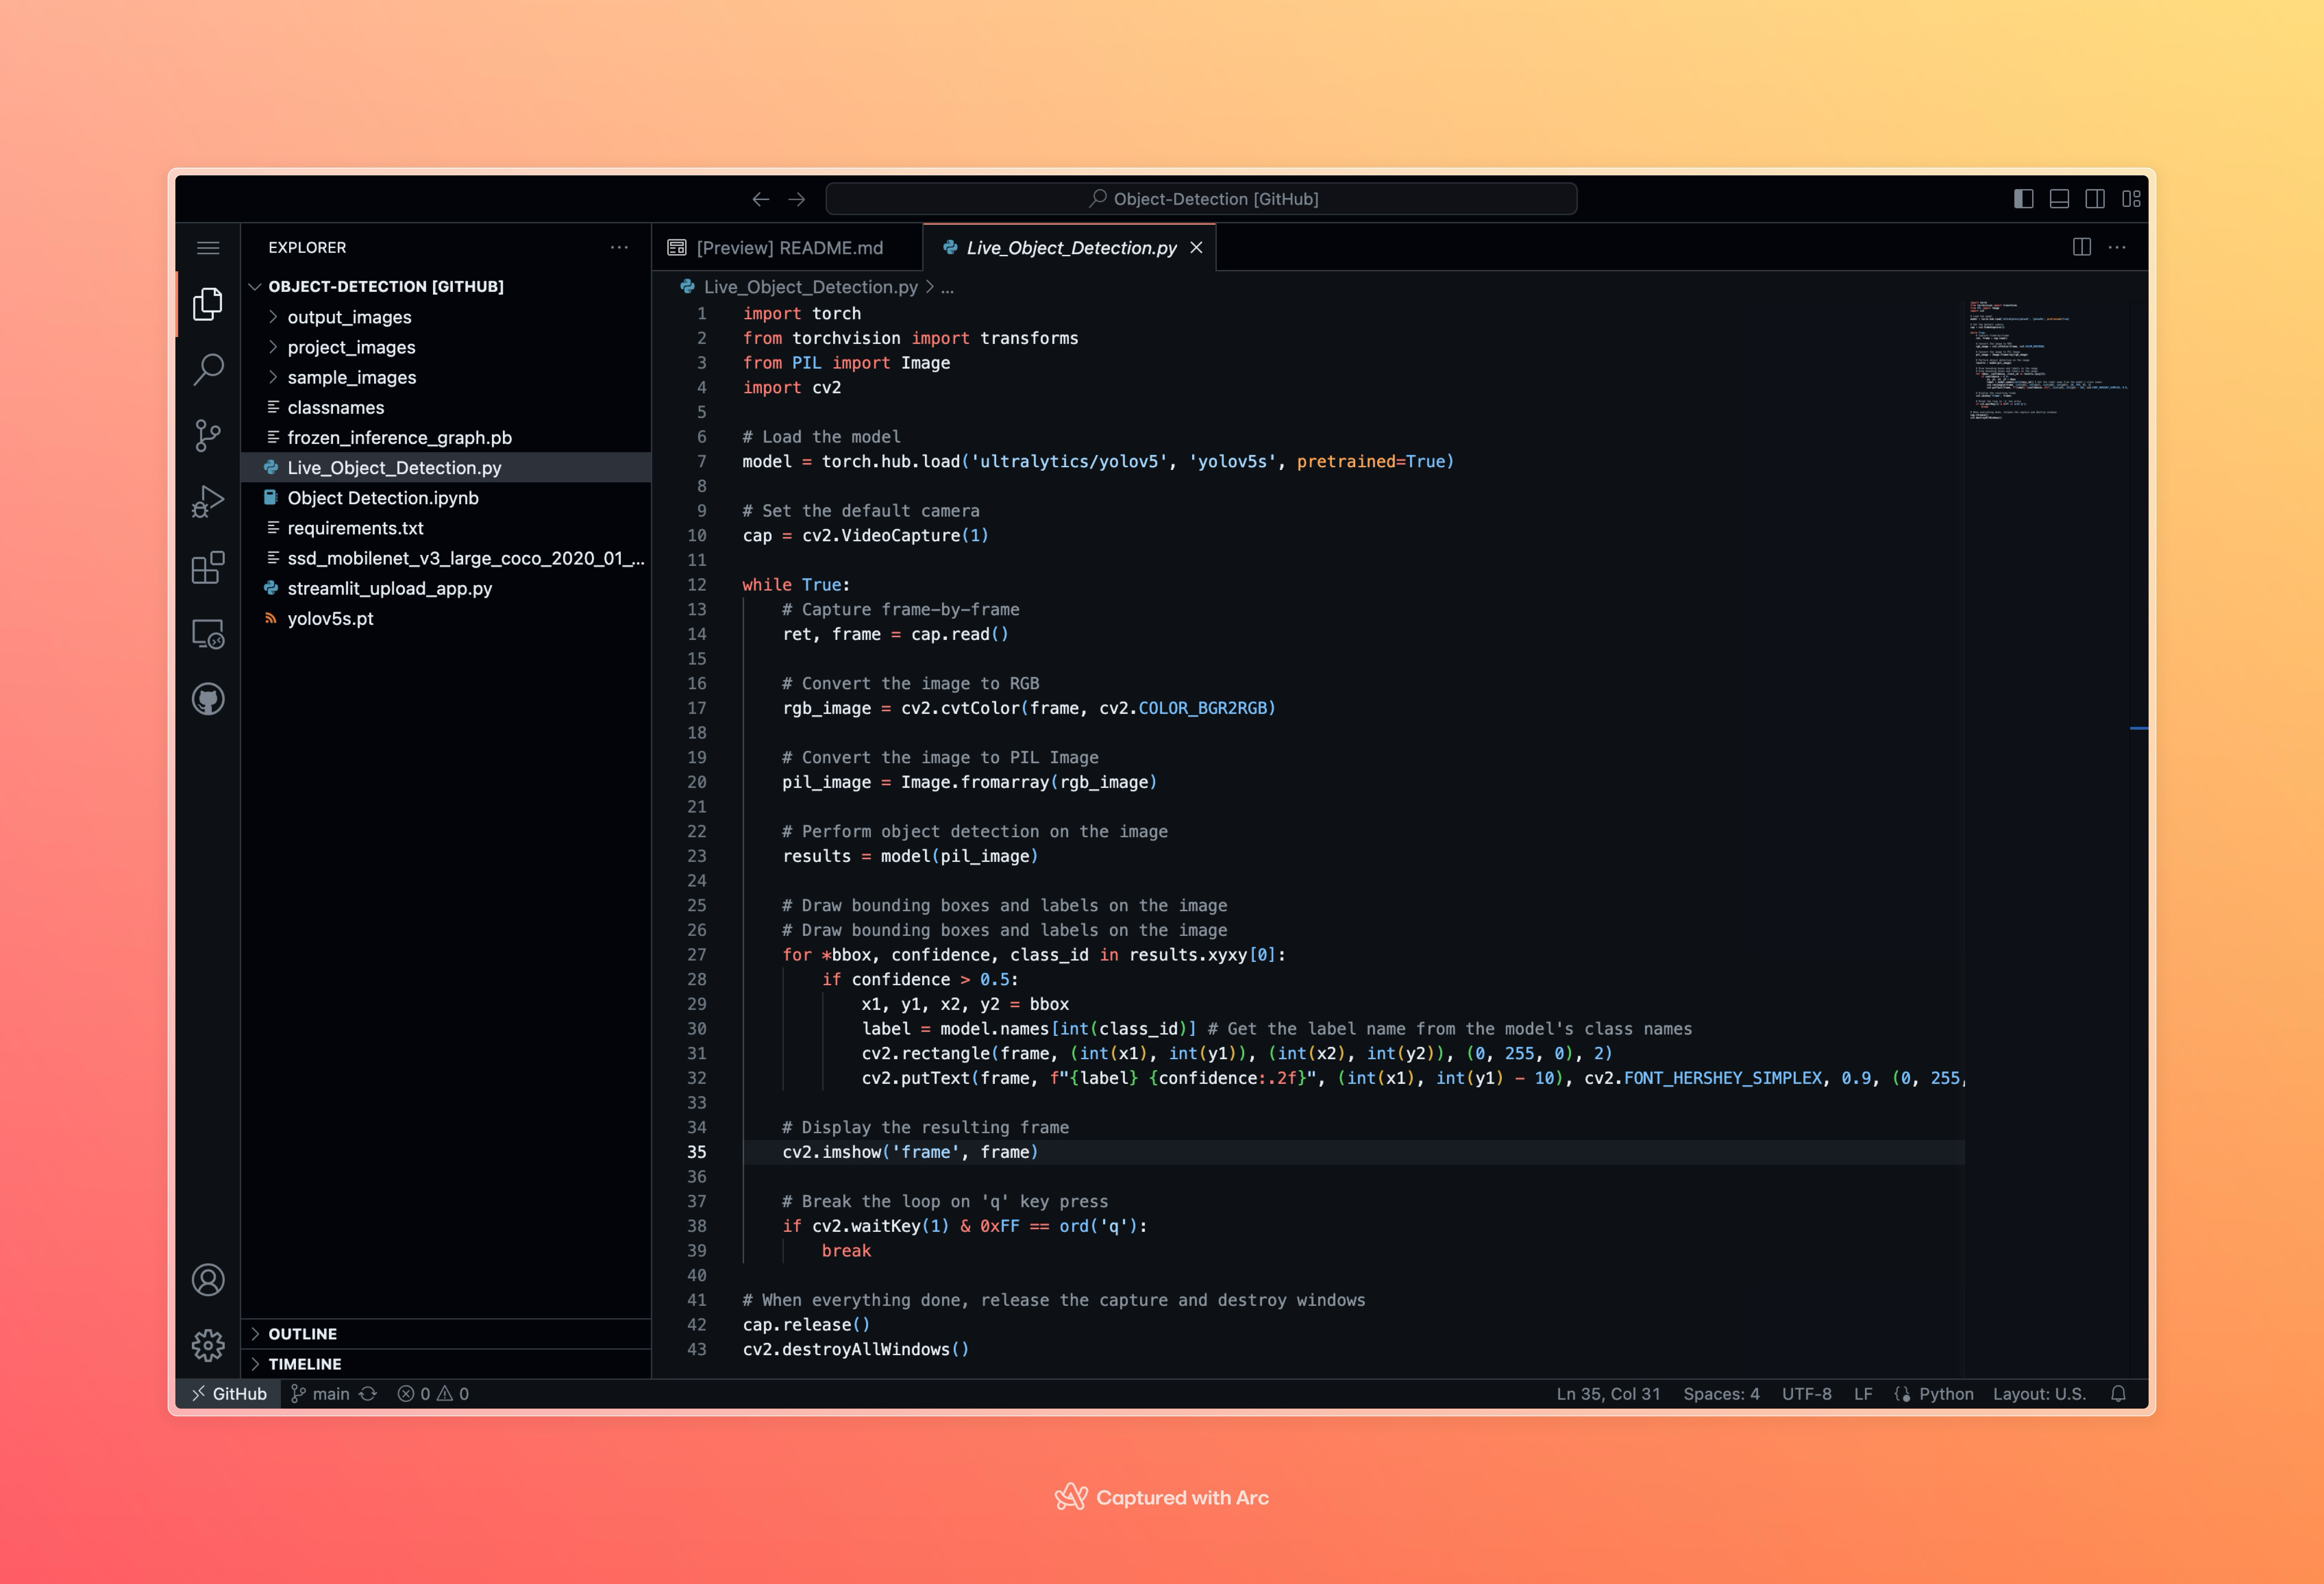 Object-Detection [GitHub]
EXPLORER
OBJECT-DETECTION [GITHUB]
output_images
project_images
sample_images
classnames
frozen_inference_graph.pb
Live_Object_Detection.py
Object Detection.ipynb
requirements.txt
ssd_mobilenet_v3_large_coco_2020_01_...
streamlit_upload_app.py
yolov5s.pt
OUTLINE
TIMELINE
[Preview] README.md
Live_Object_Detection.py
Live_Object_Detection.py > ...
1 import torch
2 from torchvision import transforms
3 from PIL import Image
4 import cv2
5
6 # Load the model
7 model = torch.hub.load('ultralytics/yolov5', 'yolov5s', pretrained=True)
8
9 # Set the default camera
10 cap = cv2.VideoCapture(1)
11
12 while True:
13     # Capture frame-by-frame
14     ret, frame = cap.read()
15
16     # Convert the image to RGB
17     rgb_image = cv2.cvtColor(frame, cv2.COLOR_BGR2RGB)
18
19     # Convert the image to PIL Image
20     pil_image = Image.fromarray(rgb_image)
21
22     # Perform object detection on the image
23     results = model(pil_image)
24
25     # Draw bounding boxes and labels on the image
26     # Draw bounding boxes and labels on the image
27     for *bbox, confidence, class_id in results.xyxy[0]:
28         if confidence > 0.5:
29             x1, y1, x2, y2 = bbox
30             label = model.names[int(class_id)] # Get the label name from the model's class names
31             cv2.rectangle(frame, (int(x1), int(y1)), (int(x2), int(y2)), (0, 255, 0), 2)
32             cv2.putText(frame, f"{label} {confidence:.2f}", (int(x1), int(y1) - 10), cv2.FONT_HERSHEY_SIMPLEX, 0.9, (0, 255,
33
34     # Display the resulting frame
35     cv2.imshow('frame', frame)
36
37     # Break the loop on 'q' key press
38     if cv2.waitKey(1) & 0xFF == ord('q'):
39         break
40
41 # When everything done, release the capture and destroy windows
42 cap.release()
43 cv2.destroyAllWindows()
GitHub main 0 0 Ln 35, Col 31 Spaces: 4 UTF-8 LF Python Layout: U.S.
Captured with Arc